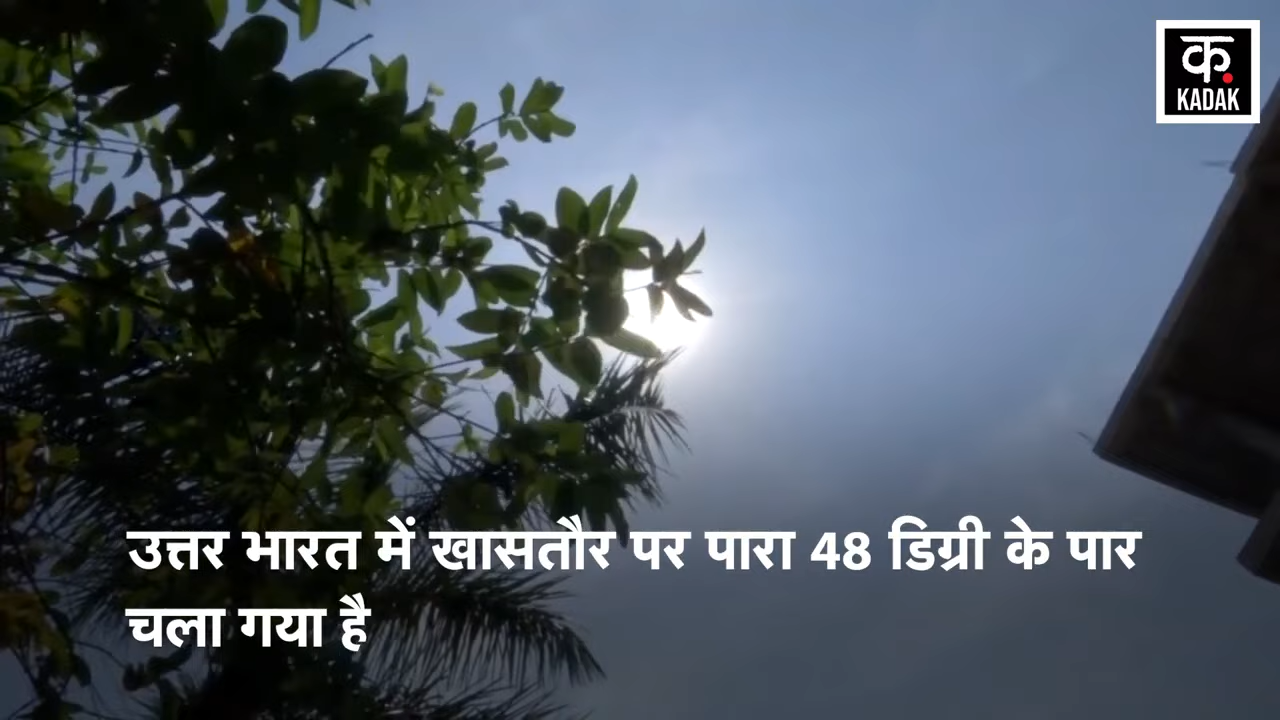 क.
KADAK
उत्तर भारत में खासतौर पर पारा 48 डिग्री के पार
चला गया है